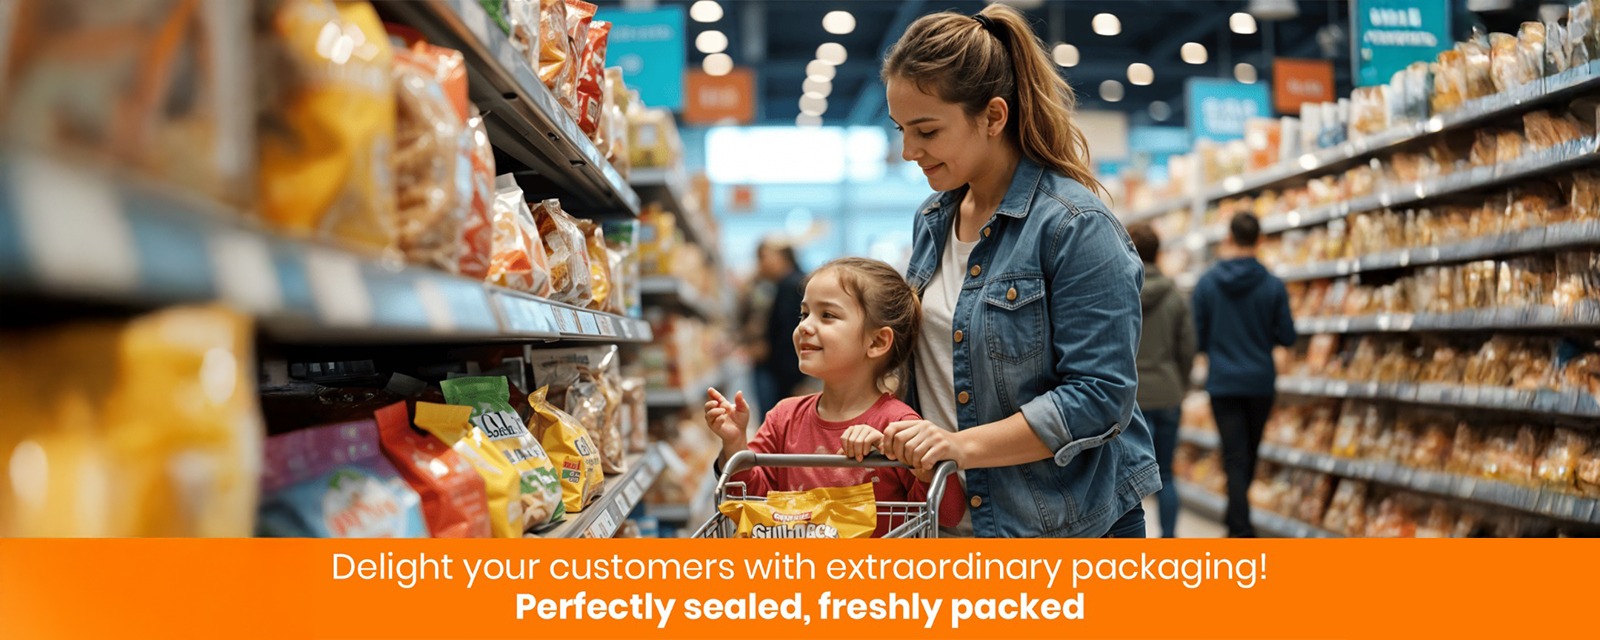 Delight your customers with extraordinary packaging!
Perfectly sealed, freshly packed